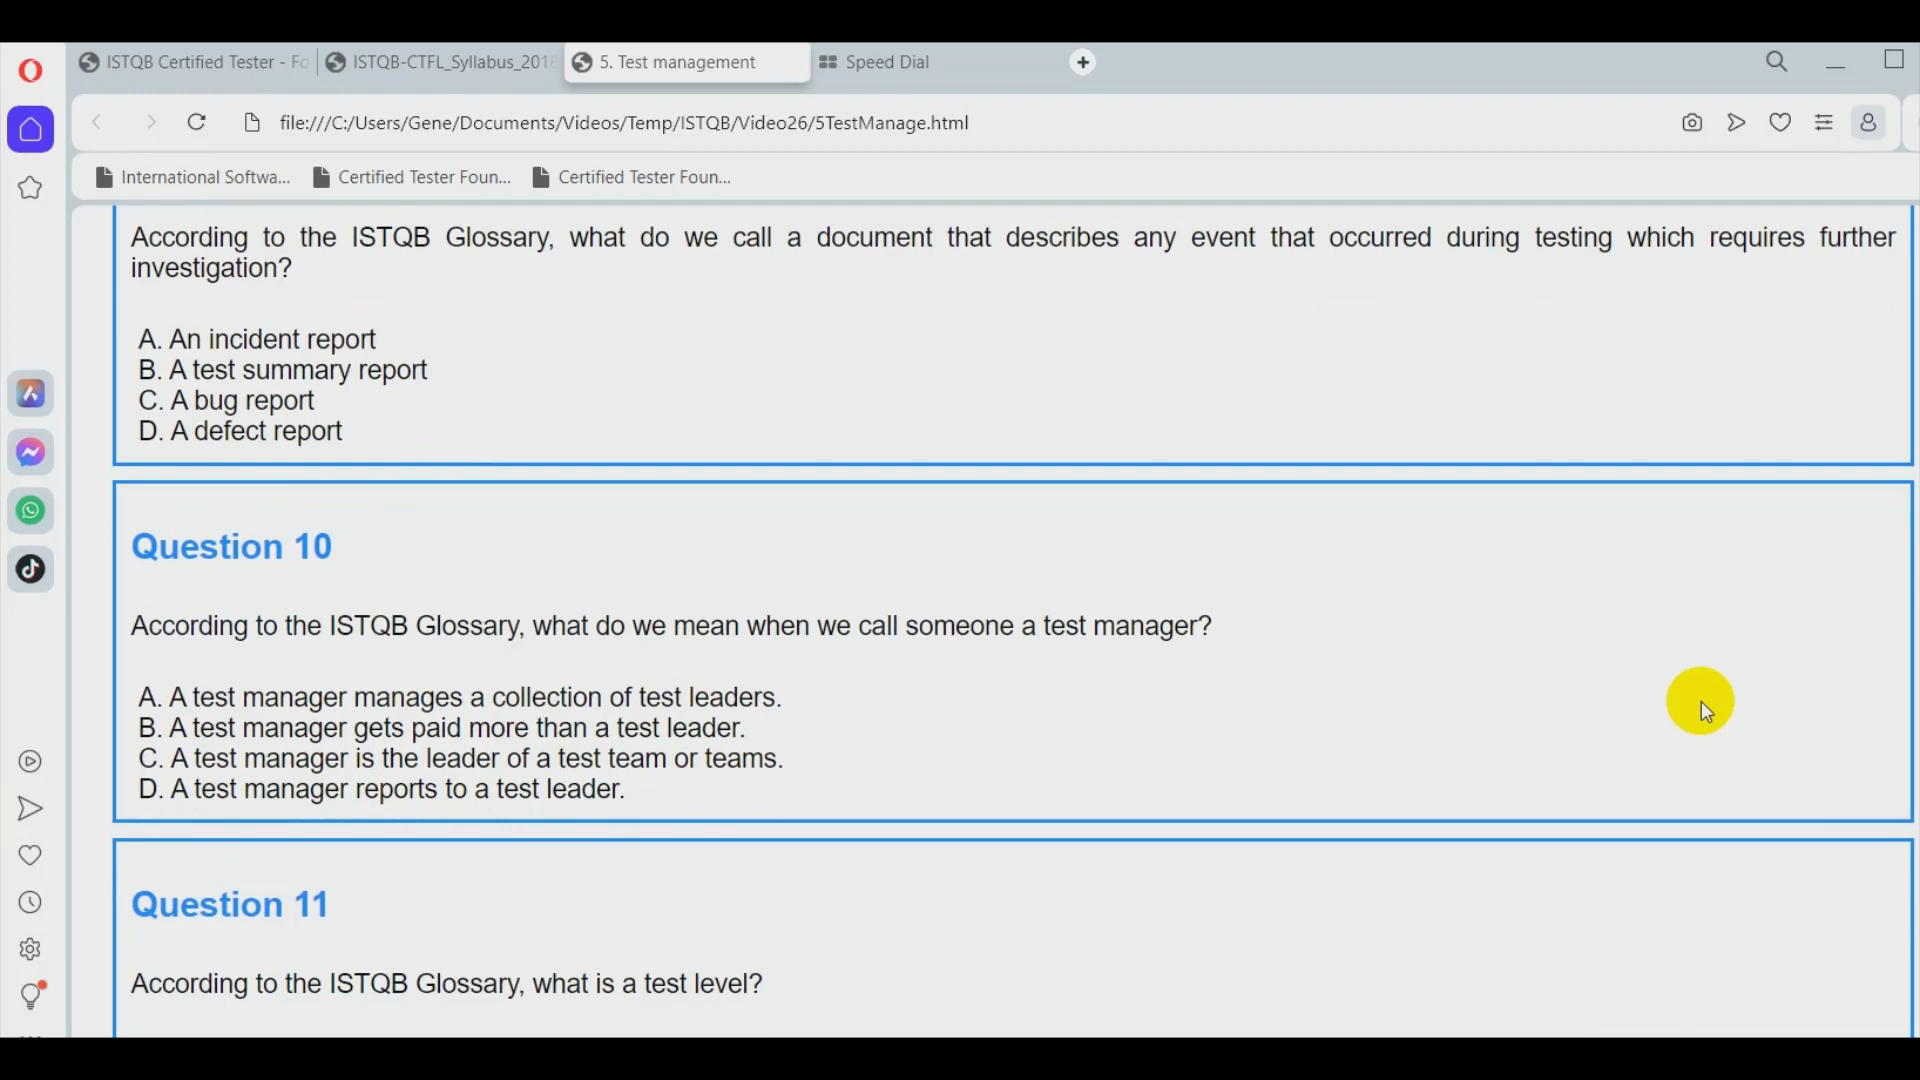 ISTQB Certified Tester - Fo
ISTQB-CTFL_Syllabus_2018
5. Test management
Speed Dial
file:///C:/Users/Gene/Documents/Videos/Temp/ISTQB/Video26/5TestManage.html
International Softwa...
Certified Tester Foun...
Certified Tester Foun...
According to the ISTQB Glossary, what do we call a document that describes any event that occurred during testing which requires further
investigation?
A. An incident report
B. A test summary report
C. A bug report
D. A defect report
Question 10
According to the ISTQB Glossary, what do we mean when we call someone a test manager?
A. A test manager manages a collection of test leaders.
B. A test manager gets paid more than a test leader.
C. A test manager is the leader of a test team or teams.
D. A test manager reports to a test leader.
Question 11
According to the ISTQB Glossary, what is a test level?